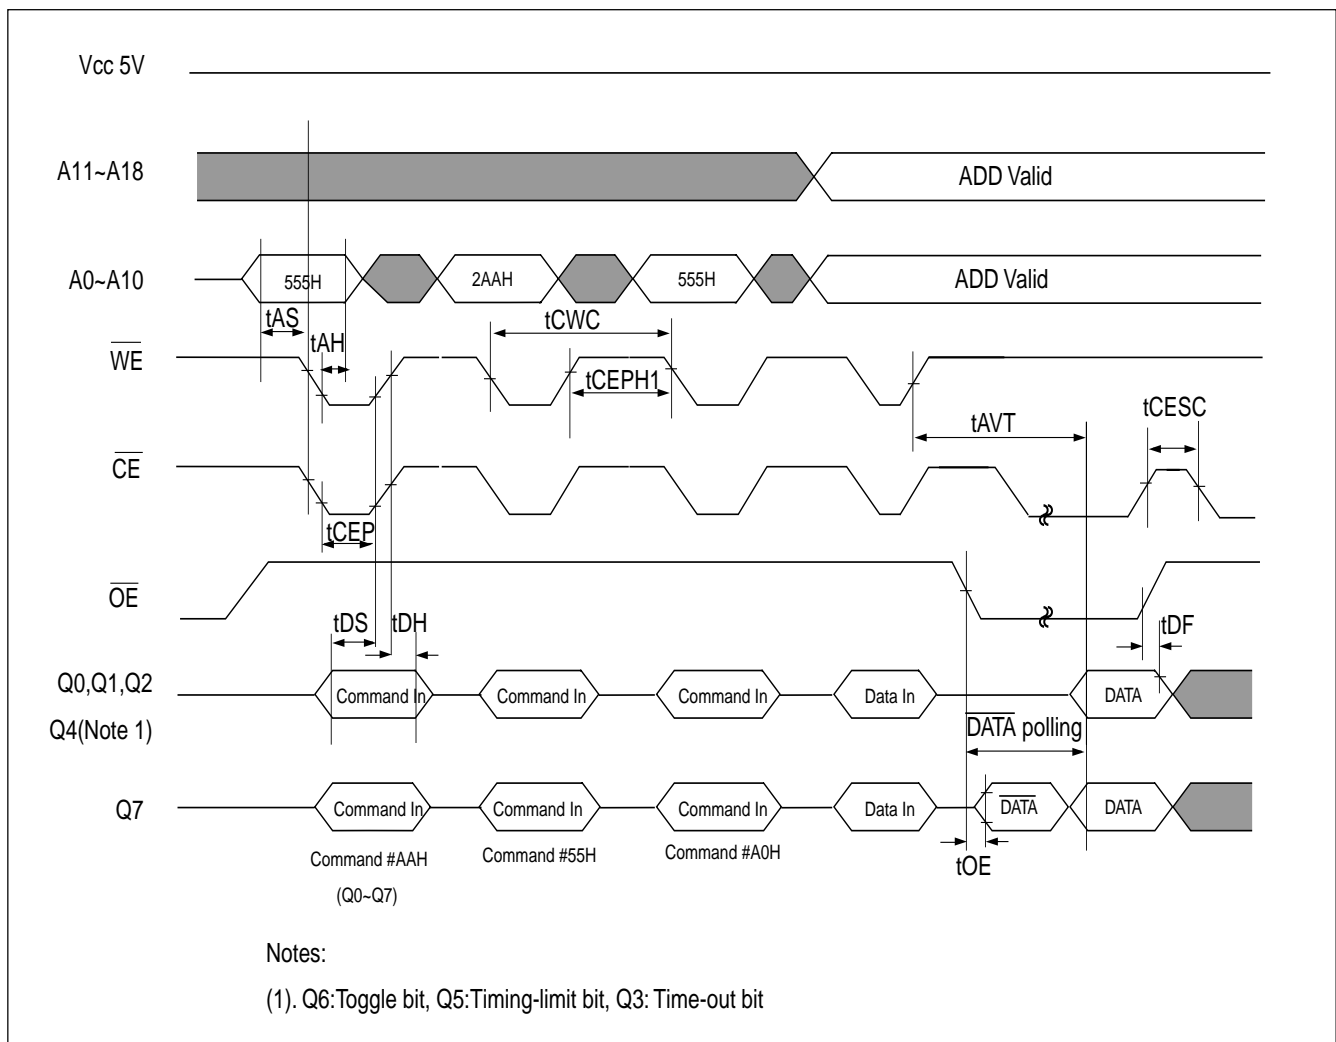 Vcc 5V
A11~A18
ADD Valid
A0~A10
555H
2AAH
555H
ADD Valid
tAS
tAH
tCWC
WE
tCEPH1
tCESC
tAVT
CE
tCEP
OE
tDS
tDH
tDF
Q0,Q1,Q2
Command In
Command In
Command In
Data In
DATA
Q4(Note 1)
DATA polling
Q7
Command In
Command In
Command In
Data In
DATA
DATA
Command #AAH
Command #55H
Command #A0H
tOE
(Q0~Q7)
Notes:
(1). Q6:Toggle bit, Q5:Timing-limit bit, Q3: Time-out bit